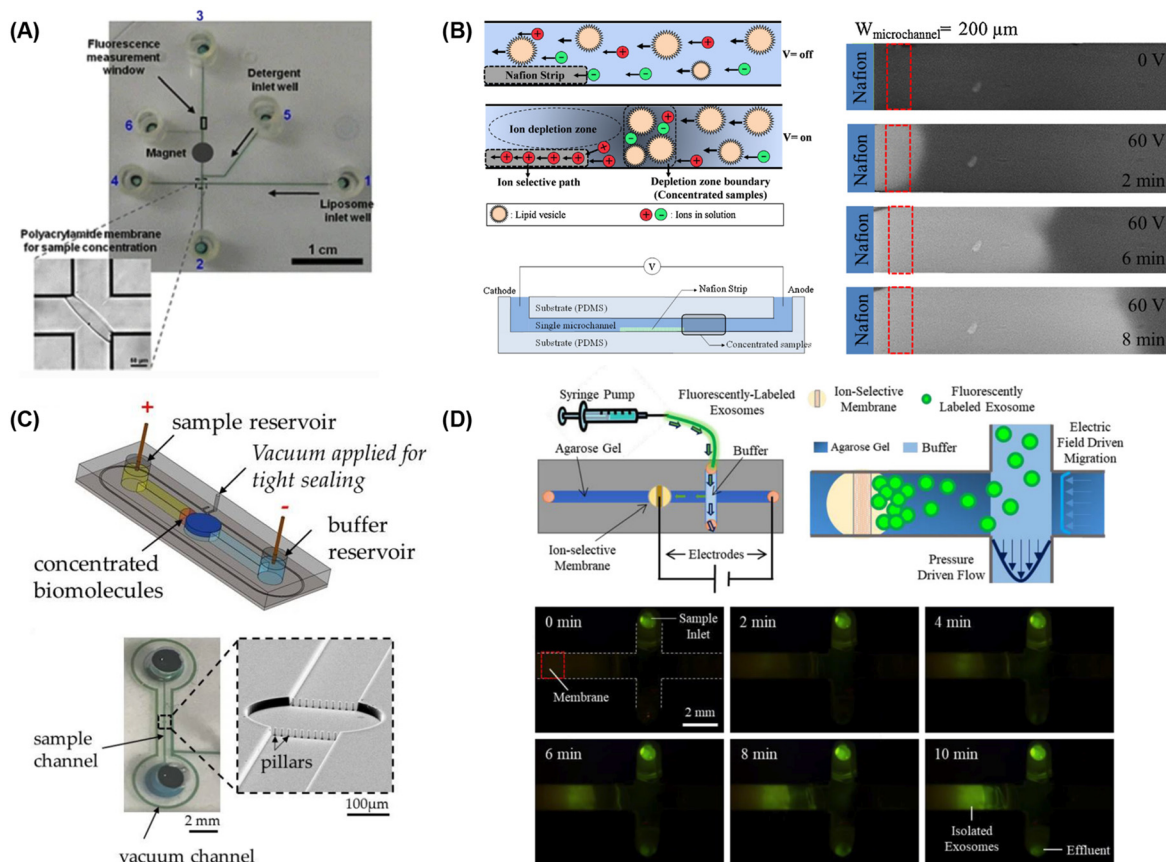 (A)
3
Fluorescence
measurement
window
Detergent
inlet well
5
6
Magnet
4
1
Liposome
inlet well
Polyacrylamide membrane
for sample concentration
2
1 cm
50 µm
(B)
V= off
Nafion Strip
Ion depletion zone
V= on
Ion selective path
Depletion zone boundary
(Concentrated samples)
: Lipid vesicle
: Ions in solution
V
Cathode
Anode
Nafion Strip
Substrate (PDMS)
Single microchannel
Substrate (PDMS)
Concentrated samples
Wmicrochannel= 200 µm
Nafion
0 V
Nafion
60 V
2 min
Nafion
60 V
6 min
Nafion
60 V
8 min
(C)
+
sample reservoir
Vacuum applied for
tight sealing
-
buffer
reservoir
concentrated
biomolecules
sample
channel
pillars
2 mm
100µm
vacuum channel
(D)
Syringe Pump
Fluorescently-Labeled
Exosomes
Agarose Gel
Buffer
Ion-selective
Membrane
Electrodes
Ion-Selective
Membrane
Fluorescently
Labeled Exosome
Agarose Gel
Buffer
Electric
Field Driven
Migration
Pressure
Driven Flow
0 min
Sample
Inlet
Membrane
2 mm
2 min
4 min
6 min
8 min
10 min
Isolated
Exosomes
Effluent